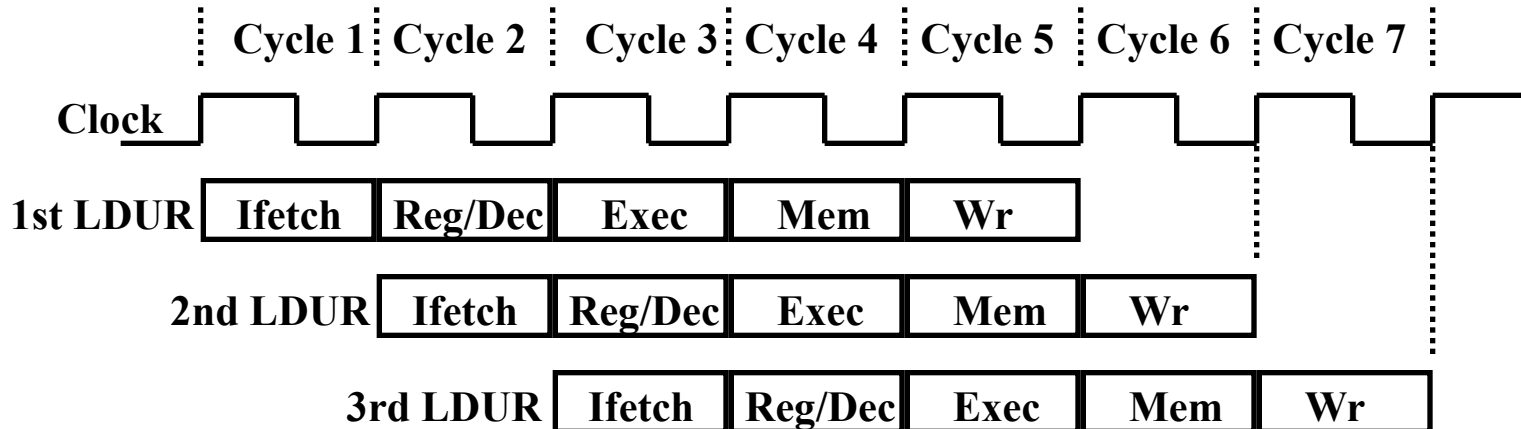 Cycle 1 Cycle 2 Cycle 3 Cycle 4 Cycle 5 Cycle 6 Cycle 7
Clock
1st LDUR Ifetch Reg/Dec Exec Mem Wr
2nd LDUR Ifetch Reg/Dec Exec Mem Wr
3rd LDUR Ifetch Reg/Dec Exec Mem Wr